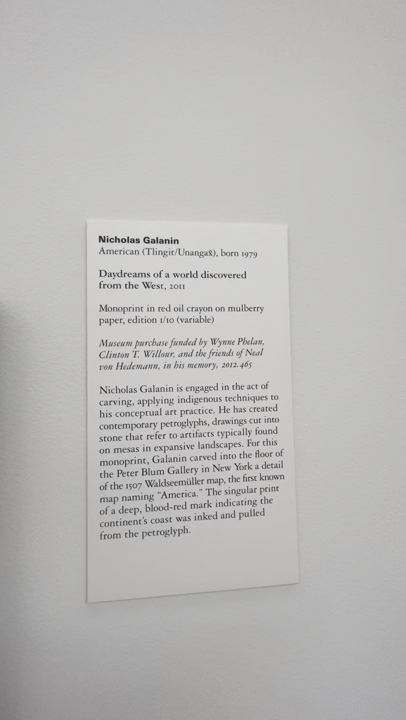 Nicholas Galanin
American (Tlingit/Unangax̂), born 1979
Daydreams of a world discovered
from the West, 2011
Monoprint in red oil crayon on mulberry
paper, edition 1/10 (variable)
Museum purchase funded by Wynne Phelan,
Clinton T. Willour, and the friends of Neal
von Hedemann, in his memory, 2012.465
Nicholas Galanin is engaged in the act of
carving, applying indigenous techniques to
his conceptual art practice. He has created
contemporary petroglyphs, drawings cut into
stone that refer to artifacts typically found
on mesas in expansive landscapes. For this
monoprint, Galanin carved into the floor of
the Peter Blum Gallery in New York a detail
of the 1507 Waldseemüller map, the first known
map naming "America." The singular print
of a deep, blood-red mark indicating the
continent's coast was inked and pulled
from the petroglyph.